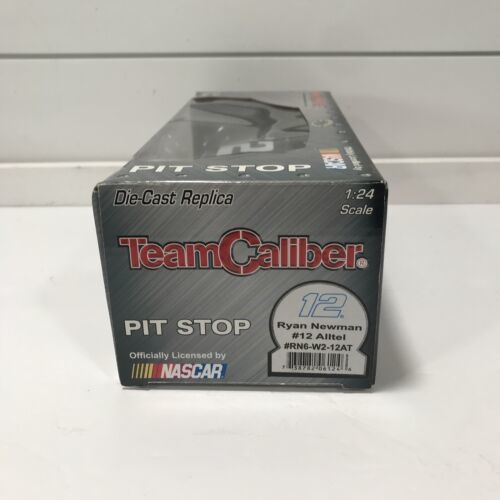 PIT STOP
NASCAR
Die-Cast Replica
1:24
Scale
TeamCaliber®
PIT STOP
12
Ryan Newman
#12 Alltel
#RN6-W2-12AT
Officially Licensed by
NASCAR